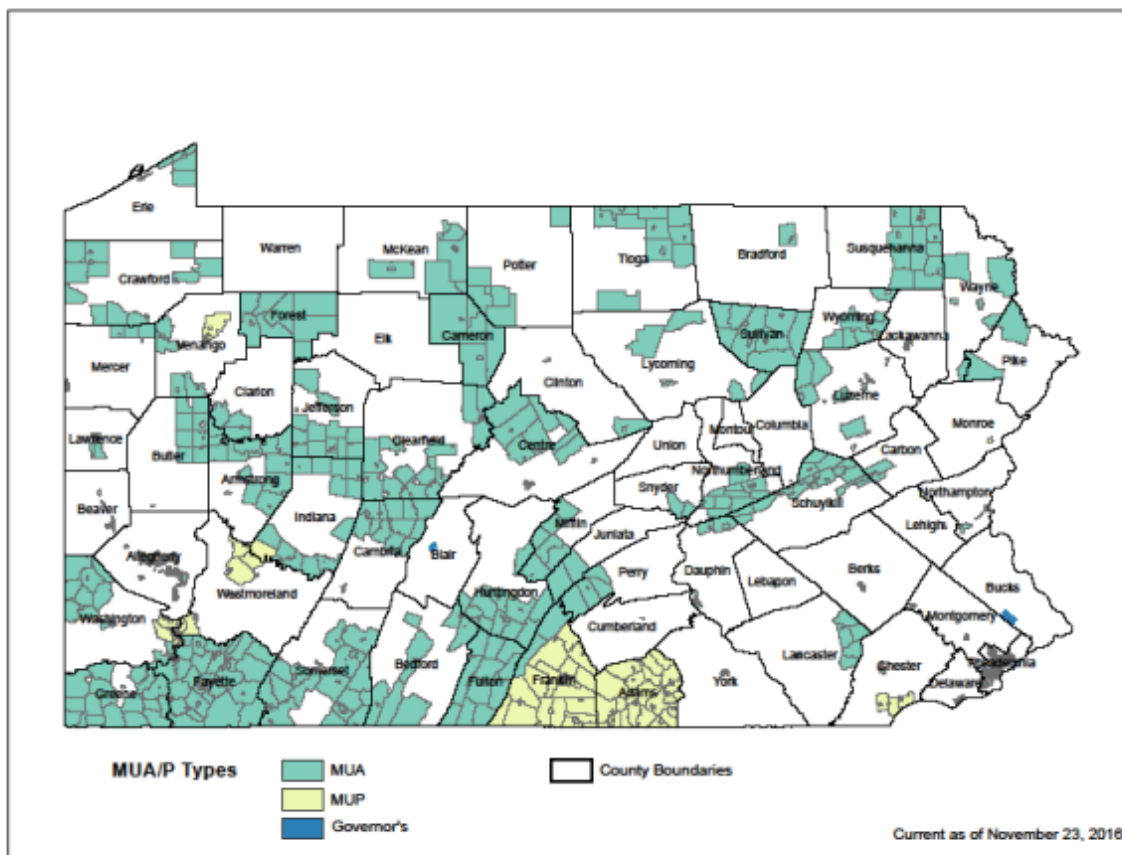 Erie
Warren
McKean
Potter
Tioga
Bradford
Susquehanna
Wayne
Crawford
Forest
Venango
Elk
Cameron
Sullivan
Wyoming
Lackawanna
Pike
Mercer
Clarion
Jefferson
Clinton
Lycoming
Luzerne
Monroe
Lawrence
Butler
Clearfield
Centre
Union
Montour
Columbia
Carbon
Armstrong
Northumberland
Snyder
Schuylkill
Northampton
Beaver
Indiana
Mifflin
Juniata
Lehigh
Allegheny
Cambria
Blair
Perry
Dauphin
Lebanon
Berks
Bucks
Westmoreland
Huntingdon
Washington
Cumberland
Montgomery
Lancaster
Chester
Philadelphia
Greene
Fayette
Somerset
Bedford
Fulton
Franklin
Adams
York
Delaware
MUA/P Types
MUA
County Boundaries
MUP
Governor's
Current as of November 23, 2016